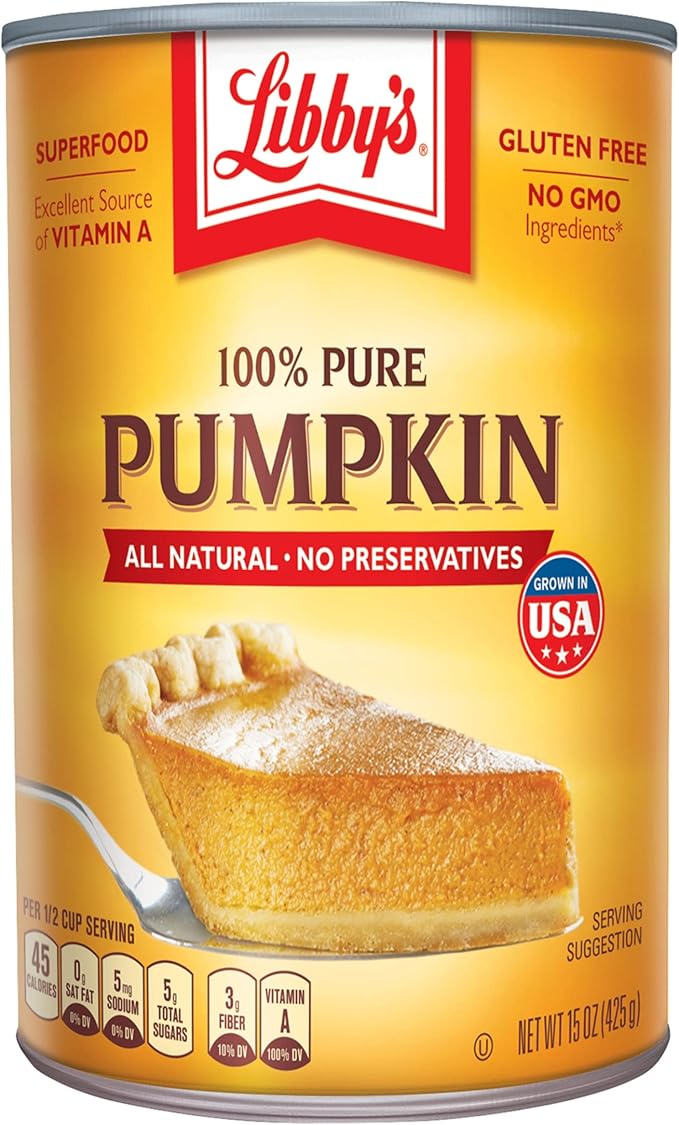 Libby's®
SUPERFOOD
Excellent Source
of VITAMIN A
GLUTEN FREE
NO GMO
Ingredients*
100% PURE
PUMPKIN
ALL NATURAL • NO PRESERVATIVES
GROWN IN
USA
PER 1/2 CUP SERVING
45
CALORIES
0g
SAT FAT
0% DV
5mg
SODIUM
0% DV
5g
TOTAL
SUGARS
3g
FIBER
10% DV
VITAMIN
A
100% DV
SERVING
SUGGESTION
U
NET WT 15 OZ (425 g)